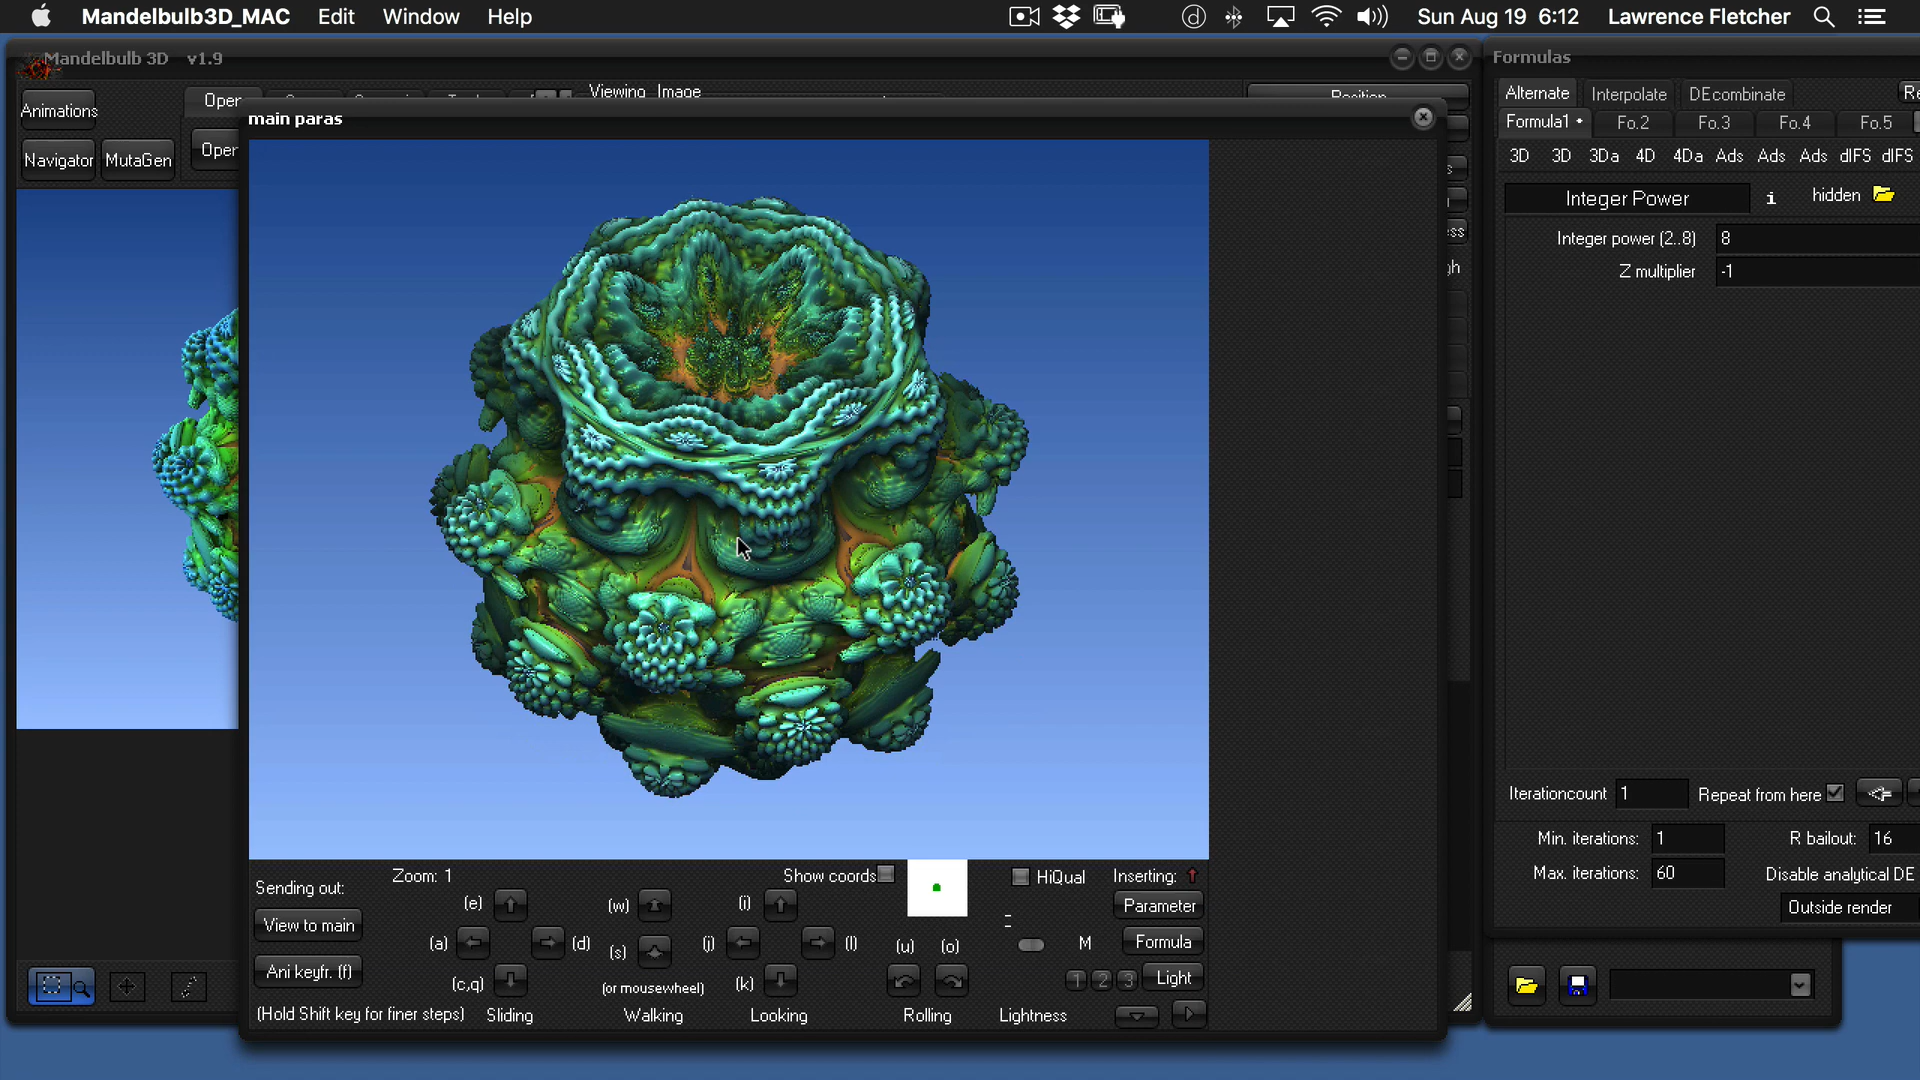 Mandelbulb3D_MAC Edit Window Help Sun Aug 19 6:12 Lawrence Fletcher
Mandelbulb 3D v1.9
Animations
Navigator MutaGen
Open
Open
Viewing Image
Position
main paras
Formulas
Alternate Interpolate DEcombinate
Formula1 • Fo.2 Fo.3 Fo.4 Fo.5
3D 3D 3Da 4D 4Da Ads Ads Ads dIFS dIFS
Integer Power i hidden
Integer power (2..8) 8
Z multiplier -1
Iterationcount 1 Repeat from here
Min. iterations: 1 R bailout: 16
Max. iterations: 60 Disable analytical DE
Outside render
Sending out: Zoom: 1 Show coords HiQual Inserting:
View to main (e) (w) (i) Parameter
(a) (d) (s) (j) (l) (u) (o) M Formula
Ani keyfr. (f) (c,q) (or mousewheel) (k) 1 2 3 Light
(Hold Shift key for finer steps) Sliding Walking Looking Rolling Lightness